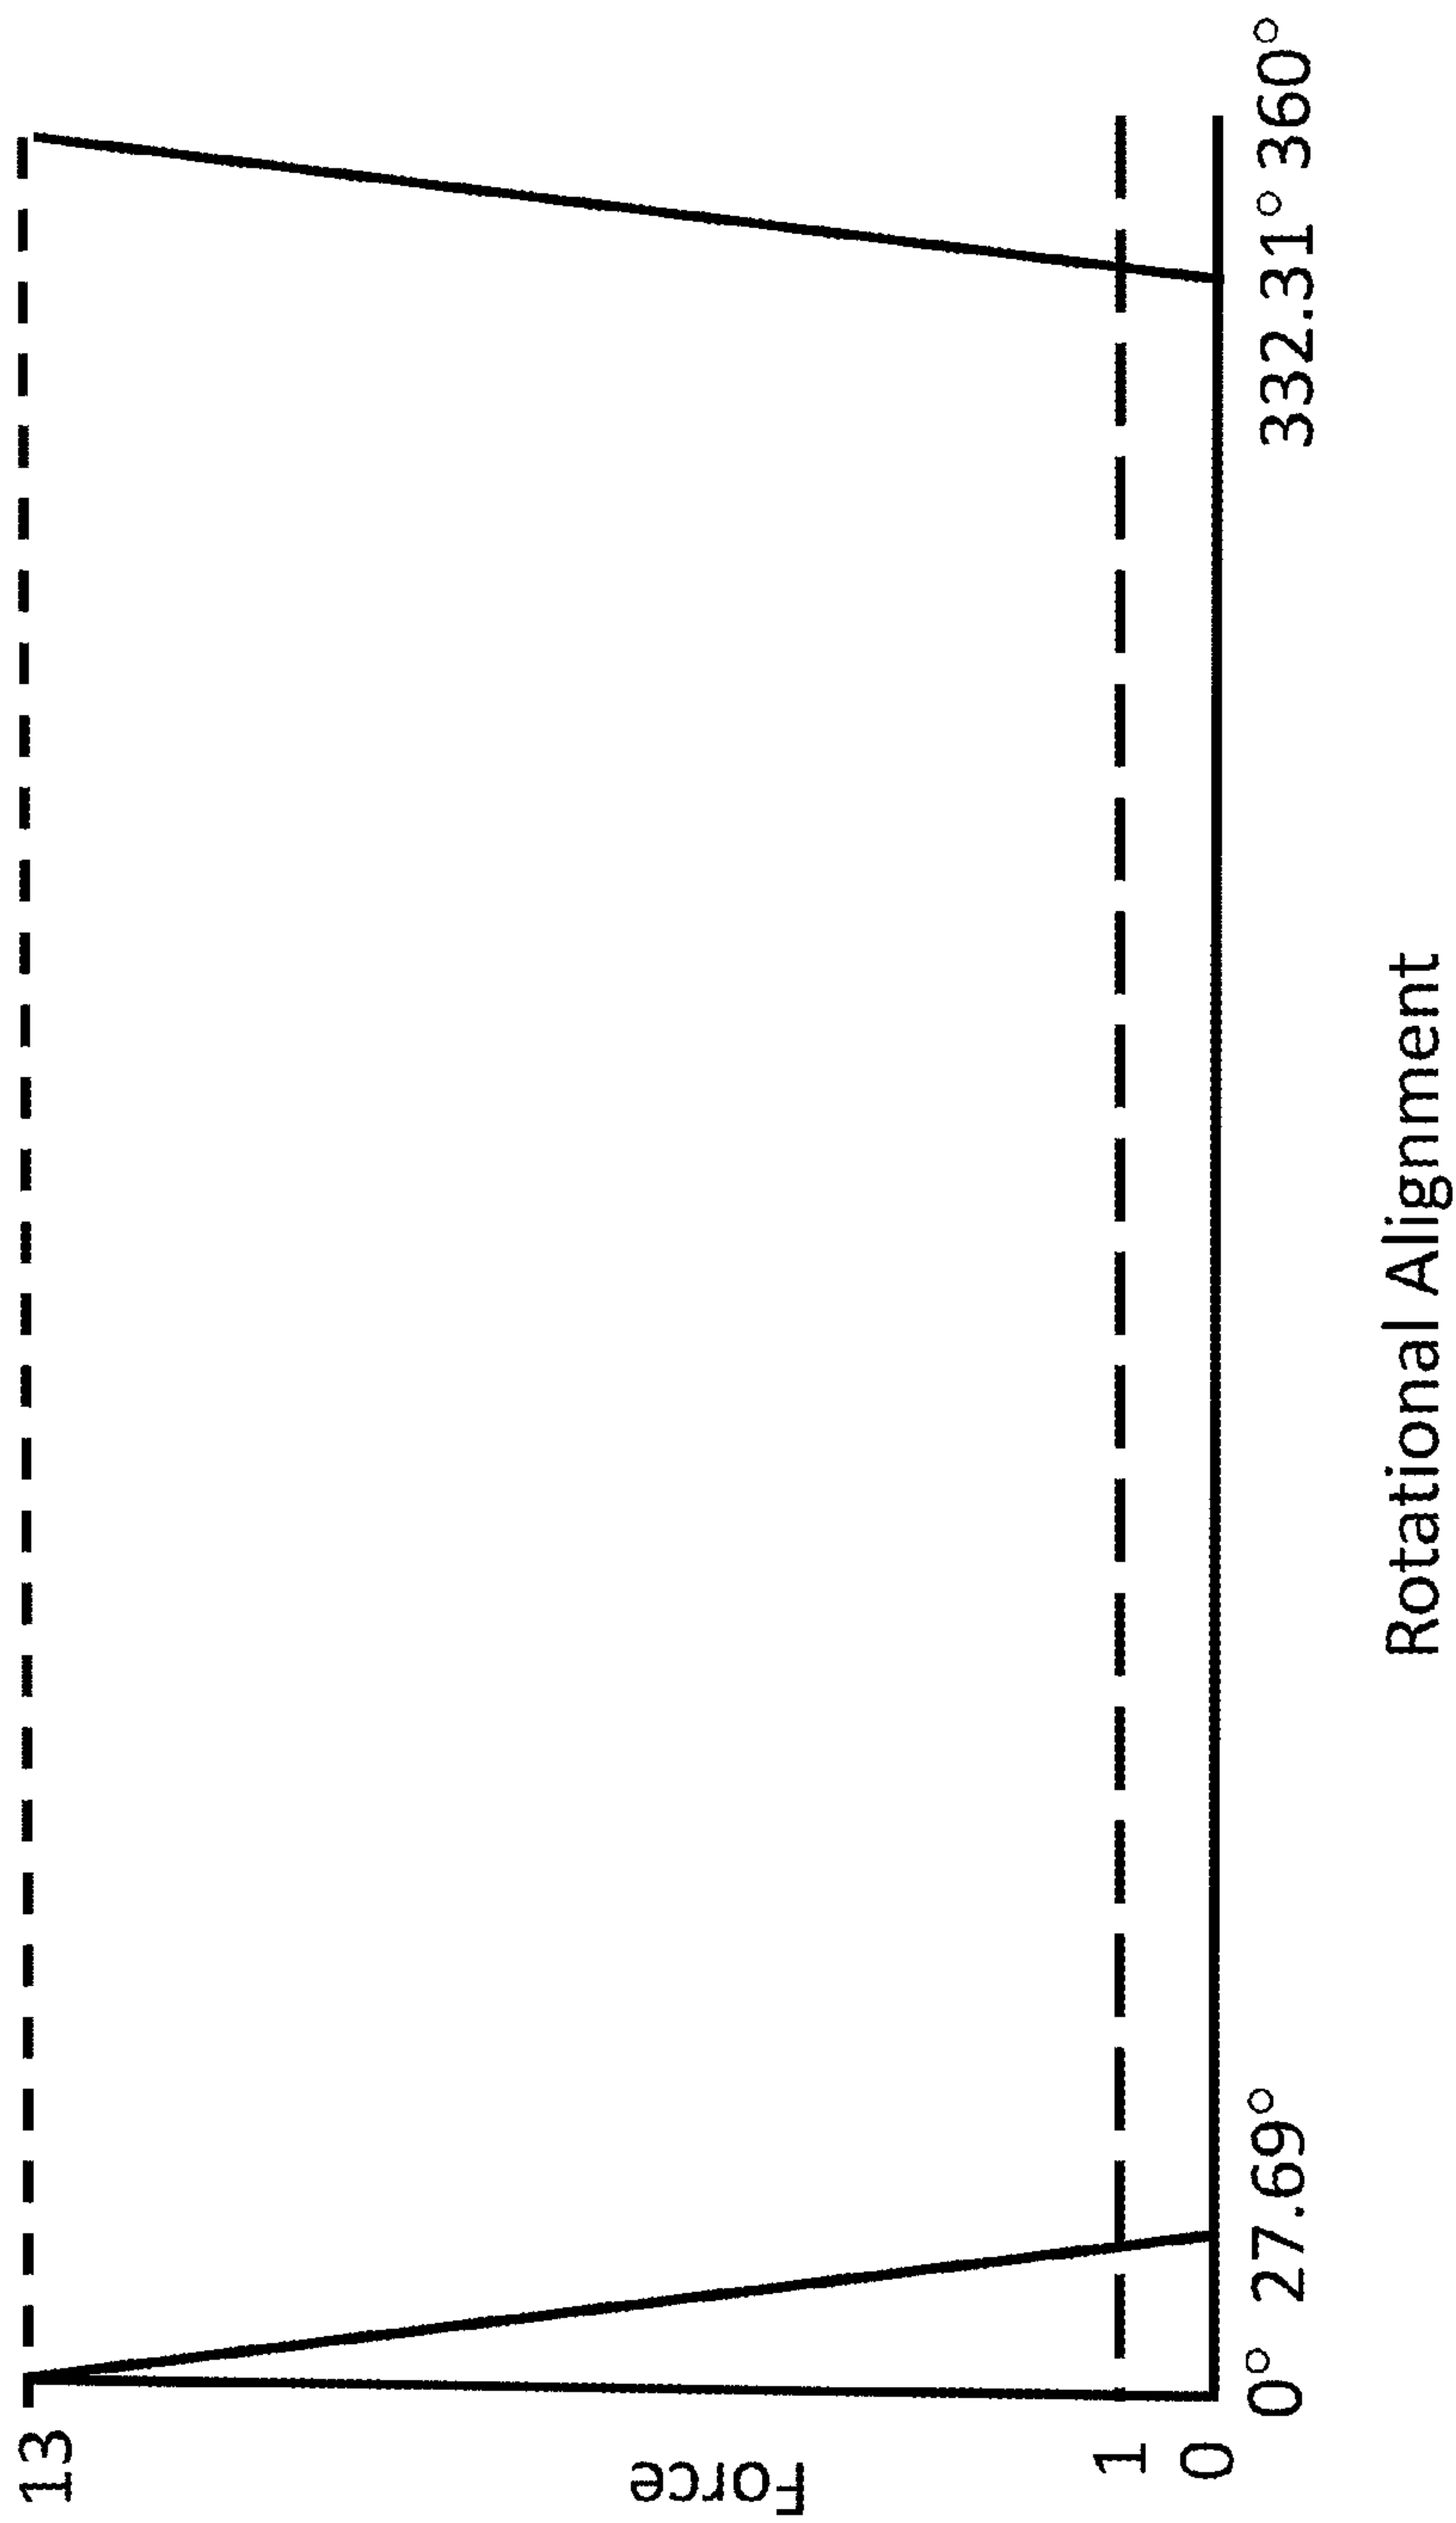 13
Force
1
0
0° 27.69° 332.31° 360°
Rotational Alignment